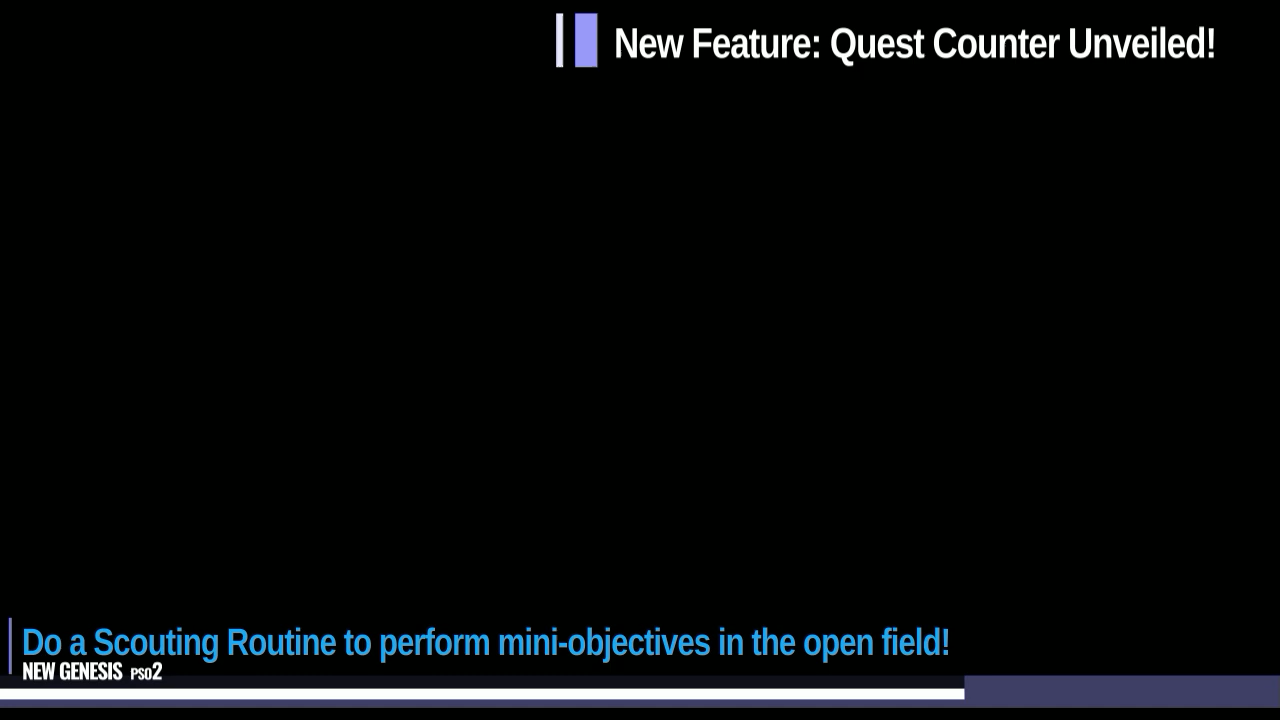 New Feature: Quest Counter Unveiled!
Do a Scouting Routine to perform mini-objectives in the open field!
NEW GENESIS PSO2